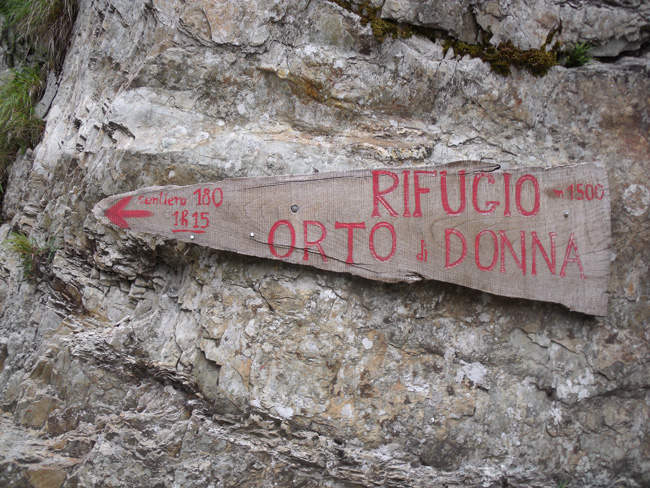 Sentiero 180
1h15
RIFUGIO m 1500
ORTO di DONNA